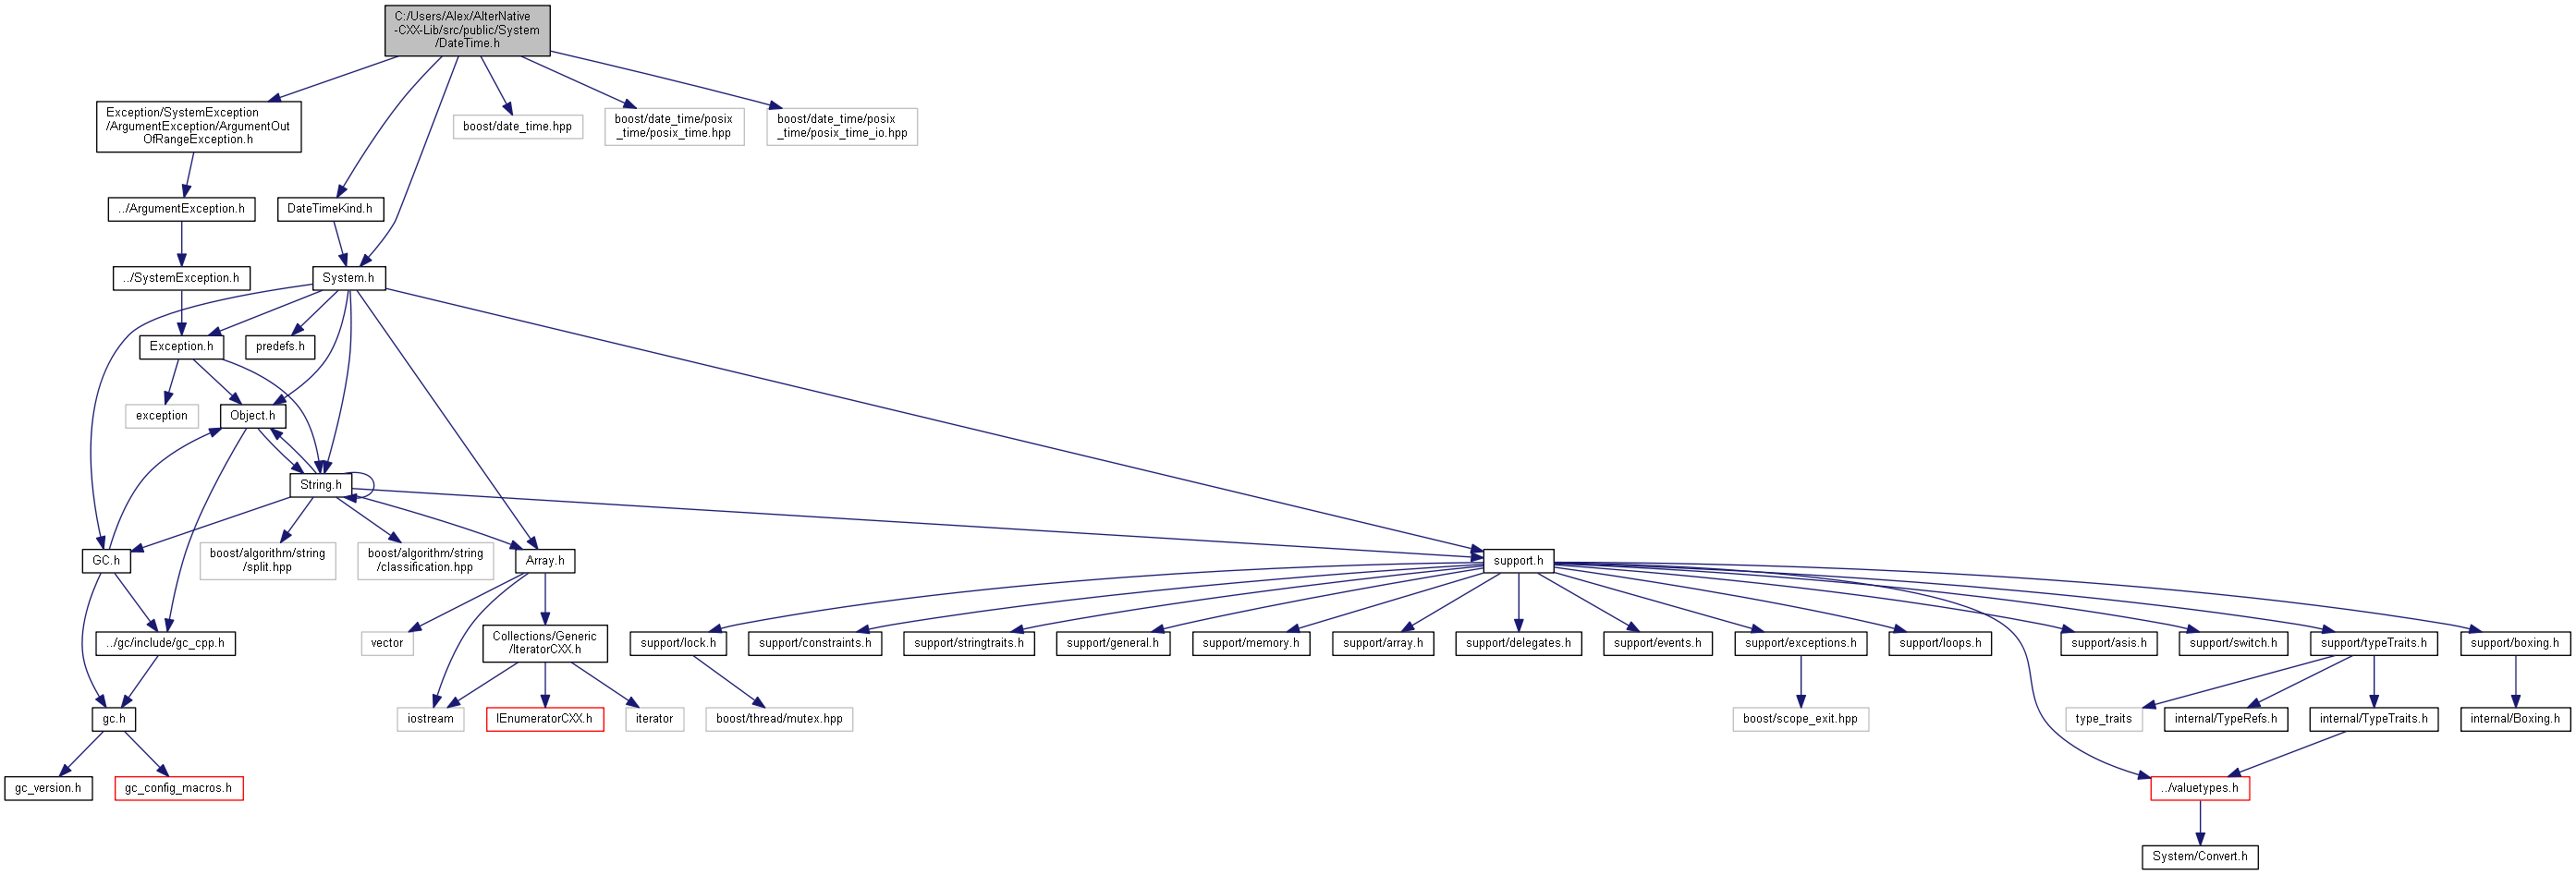 C:/Users/Alex/AlterNative
-CXX-Lib/src/public/System
/DateTime.h
Exception/SystemException
/ArgumentException/ArgumentOut
OfRangeException.h
boost/date_time.hpp
boost/date_time/posix
_time/posix_time.hpp
boost/date_time/posix
_time/posix_time_io.hpp
../ArgumentException.h
DateTimeKind.h
../SystemException.h
System.h
Exception.h
predefs.h
exception
Object.h
String.h
GC.h
boost/algorithm/string
/split.hpp
boost/algorithm/string
/classification.hpp
Array.h
support.h
../gc/include/gc_cpp.h
vector
Collections/Generic
/IteratorCXX.h
support/lock.h
support/constraints.h
support/stringtraits.h
support/general.h
support/memory.h
support/array.h
support/delegates.h
support/events.h
support/exceptions.h
support/loops.h
support/asis.h
support/switch.h
support/typeTraits.h
support/boxing.h
gc.h
iostream
IEnumeratorCXX.h
iterator
boost/thread/mutex.hpp
boost/scope_exit.hpp
type_traits
internal/TypeRefs.h
internal/TypeTraits.h
internal/Boxing.h
gc_version.h
gc_config_macros.h
../valuetypes.h
System/Convert.h